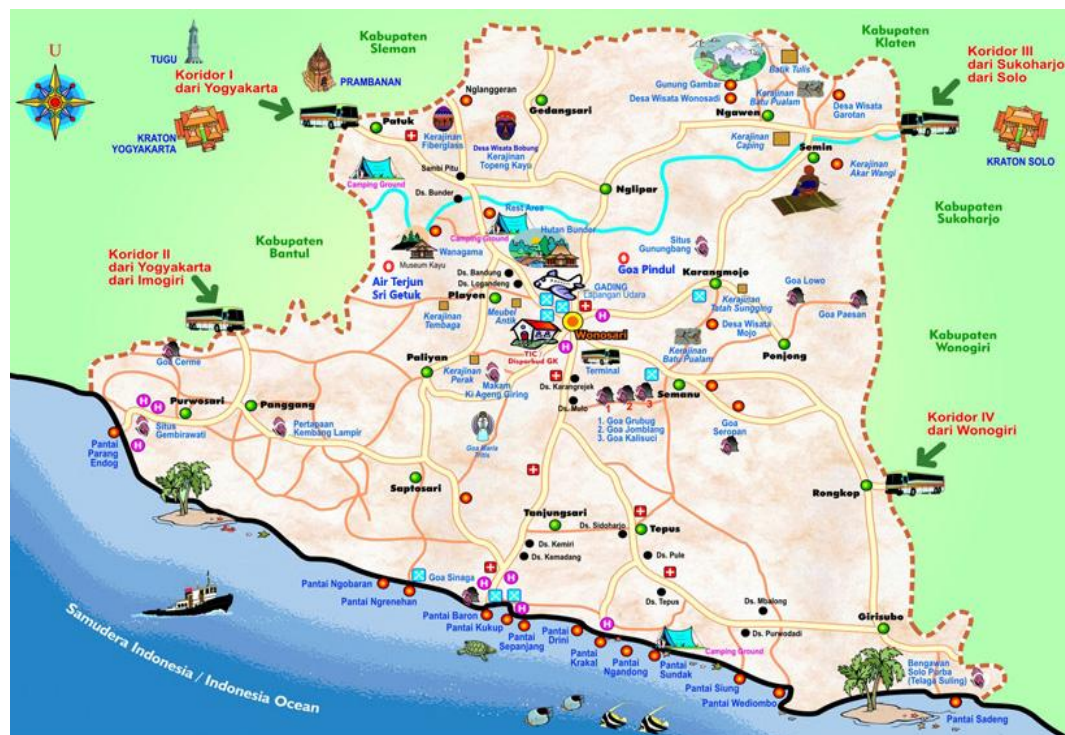 U
TUGU
Koridor I
dari Yogyakarta
KRATON
YOGYAKARTA
PRAMBANAN
Kabupaten
Sleman
Kabupaten
Klaten
Koridor III
dari Sukoharjo
dari Solo
KRATON SOLO
Nglanggeran
Patuk
Gedangsari
Kerajinan
Fiberglass
Desa Wisata Bobung
Kerajinan
Topeng Kayu
Gunung Gambar
Desa Wisata Wonosadi
Batik Tulis
Kerajinan
Batu Pualam
Ngawen
Desa Wisata
Garotan
Kerajinan
Caping
Semin
Kerajinan
Akar Wangi
Sambi Pitu
Camping Ground
Ds. Bunder
Nglipar
Kabupaten
Sukoharjo
Kabupaten
Bantul
Rest Area
Camping Ground
Hutan Bunder
Wanagama
Museum Kayu
Air Terjun
Sri Getuk
Goa Pindul
Situs
Gunungbang
Karangmojo
Koridor II
dari Yogyakarta
dari Imogiri
Ds. Bandung
Ds. Logandeng
Playen
GADING
Lapangan Udara
Kerajinan
Tatah Sungging
Goa Lowo
Goa Paesan
Kerajinan
Tembaga
Meubel
Antik
Wonosari
TIC /
Disparbud GK
Desa Wisata
Mojo
Kerajinan
Batu Pualam
Ponjong
Kabupaten
Wonogiri
Goa Cerme
Paliyan
Kerajinan
Perak
Makam
Ki Ageng Giring
Terminal
Ds. Karangrejek
Ds. Mulo
Semanu
1 2 3
1. Goa Grubug
2. Goa Jomblang
3. Goa Kalisuci
Goa
Seropan
Koridor IV
dari Wonogiri
Purwosari
Panggang
H H
H
H
H
H
H
H
H
H
Situs
Gembirawati
Pertapaan
Kembang Lampir
Goa Maria
Pantai
Parang
Endog
Saptosari
Rongkop
Tanjungsari
Ds. Sidoharjo
Tepus
Ds. Kemiri
Ds. Kemadang
Ds. Pule
Goa Sinaga
Pantai Ngobaran
Pantai Ngrenehan
Pantai Baron
Pantai Kukup
Pantai
Sepanjang
Pantai
Drini
Pantai
Krakal
Pantai
Ngandong
Pantai
Sundak
Ds. Tepus
Ds. Mbalong
Ds. Purwodadi
Camping Ground
Girisubo
Pantai Siung
Pantai Wediombo
Bengawan
Solo Purba
(Telaga Suling)
Pantai Sadeng
Samudera Indonesia / Indonesia Ocean